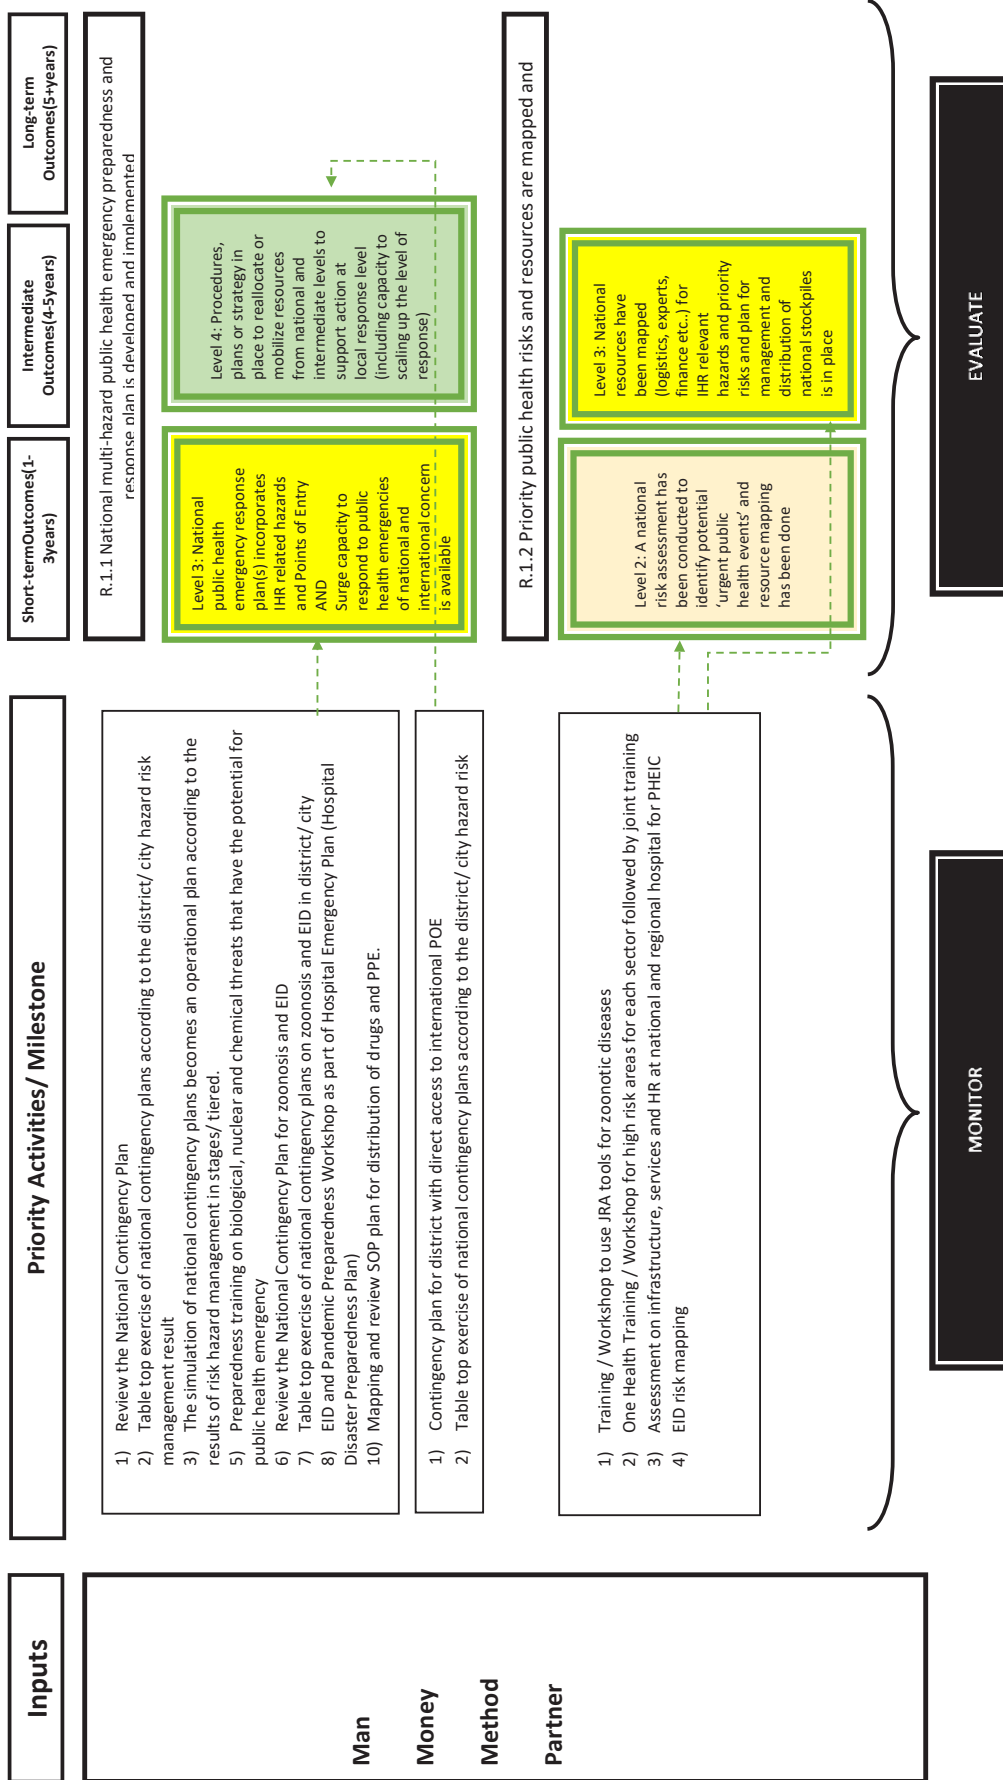 Inputs
Priority Activities/ Milestone
Short-termOutcomes(1-
3years)
Intermediate
Outcomes(4-5years)
Long-term
Outcomes(5+years)
Man
Money
Method
Partner
1) Review the National Contingency Plan
2) Table top exercise of national contingency plans according to the district/ city hazard risk
management result
3) The simulation of national contingency plans becomes an operational plan according to the
results of risk hazard management in stages/ tiered.
5) Preparedness training on biological, nuclear and chemical threats that have the potential for
public health emergency
6) Review the National Contingency Plan for zoonosis and EID
7) Table top exercise of national contingency plans on zoonosis and EID in district/ city
8) EID and Pandemic Preparedness Workshop as part of Hospital Emergency Plan (Hospital
Disaster Preparedness Plan)
10) Mapping and review SOP plan for distribution of drugs and PPE.
1) Contingency plan for district with direct access to international POE
2) Table top exercise of national contingency plans according to the district/ city hazard risk
R.1.1 National multi-hazard public health emergency preparedness and
response plan is developed and implemented
Level 3: National
public health
emergency response
plan(s) incorporates
IHR related hazards
and Points of Entry
AND
Surge capacity to
respond to public
health emergencies
of national and
international concern
is available
Level 4: Procedures,
plans or strategy in
place to reallocate or
mobilize resources
from national and
intermediate levels to
support action at
local response level
(including capacity to
scaling up the level of
response)
1) Training / Workshop to use JRA tools for zoonotic diseases
2) One Health Training / Workshop for high risk areas for each sector followed by joint training
3) Assessment on infrastructure, services and HR at national and regional hospital for PHEIC
4) EID risk mapping
R.1.2 Priority public health risks and resources are mapped and
Level 2: A national
risk assessment has
been conducted to
identify potential
‘urgent public
health events’ and
resource mapping
has been done
Level 3: National
resources have
been mapped
(logistics, experts,
finance etc..) for
IHR relevant
hazards and priority
risks and plan for
management and
distribution of
national stockpiles
is in place
MONITOR
EVALUATE